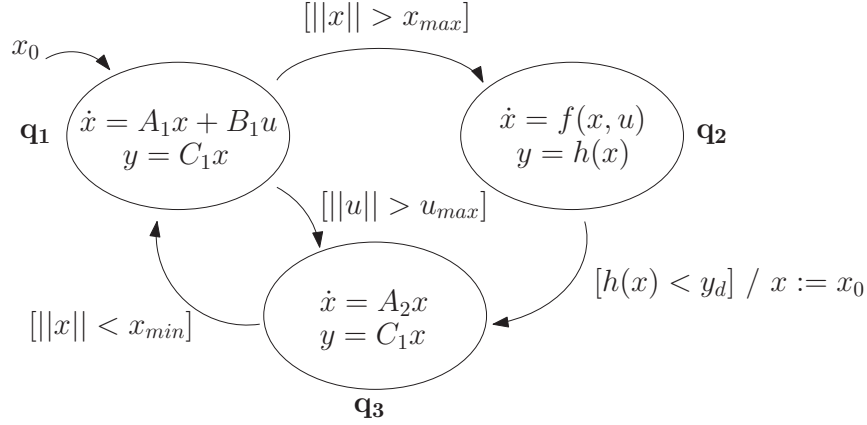 [||x|| > x_max]
x_0
q_1
ẋ = A_1x + B_1u
y = C_1x
ẋ = f(x, u)
y = h(x)
q_2
[||u|| > u_max]
[h(x) < y_d] / x := x_0
[||x|| < x_min]
ẋ = A_2x
y = C_1x
q_3